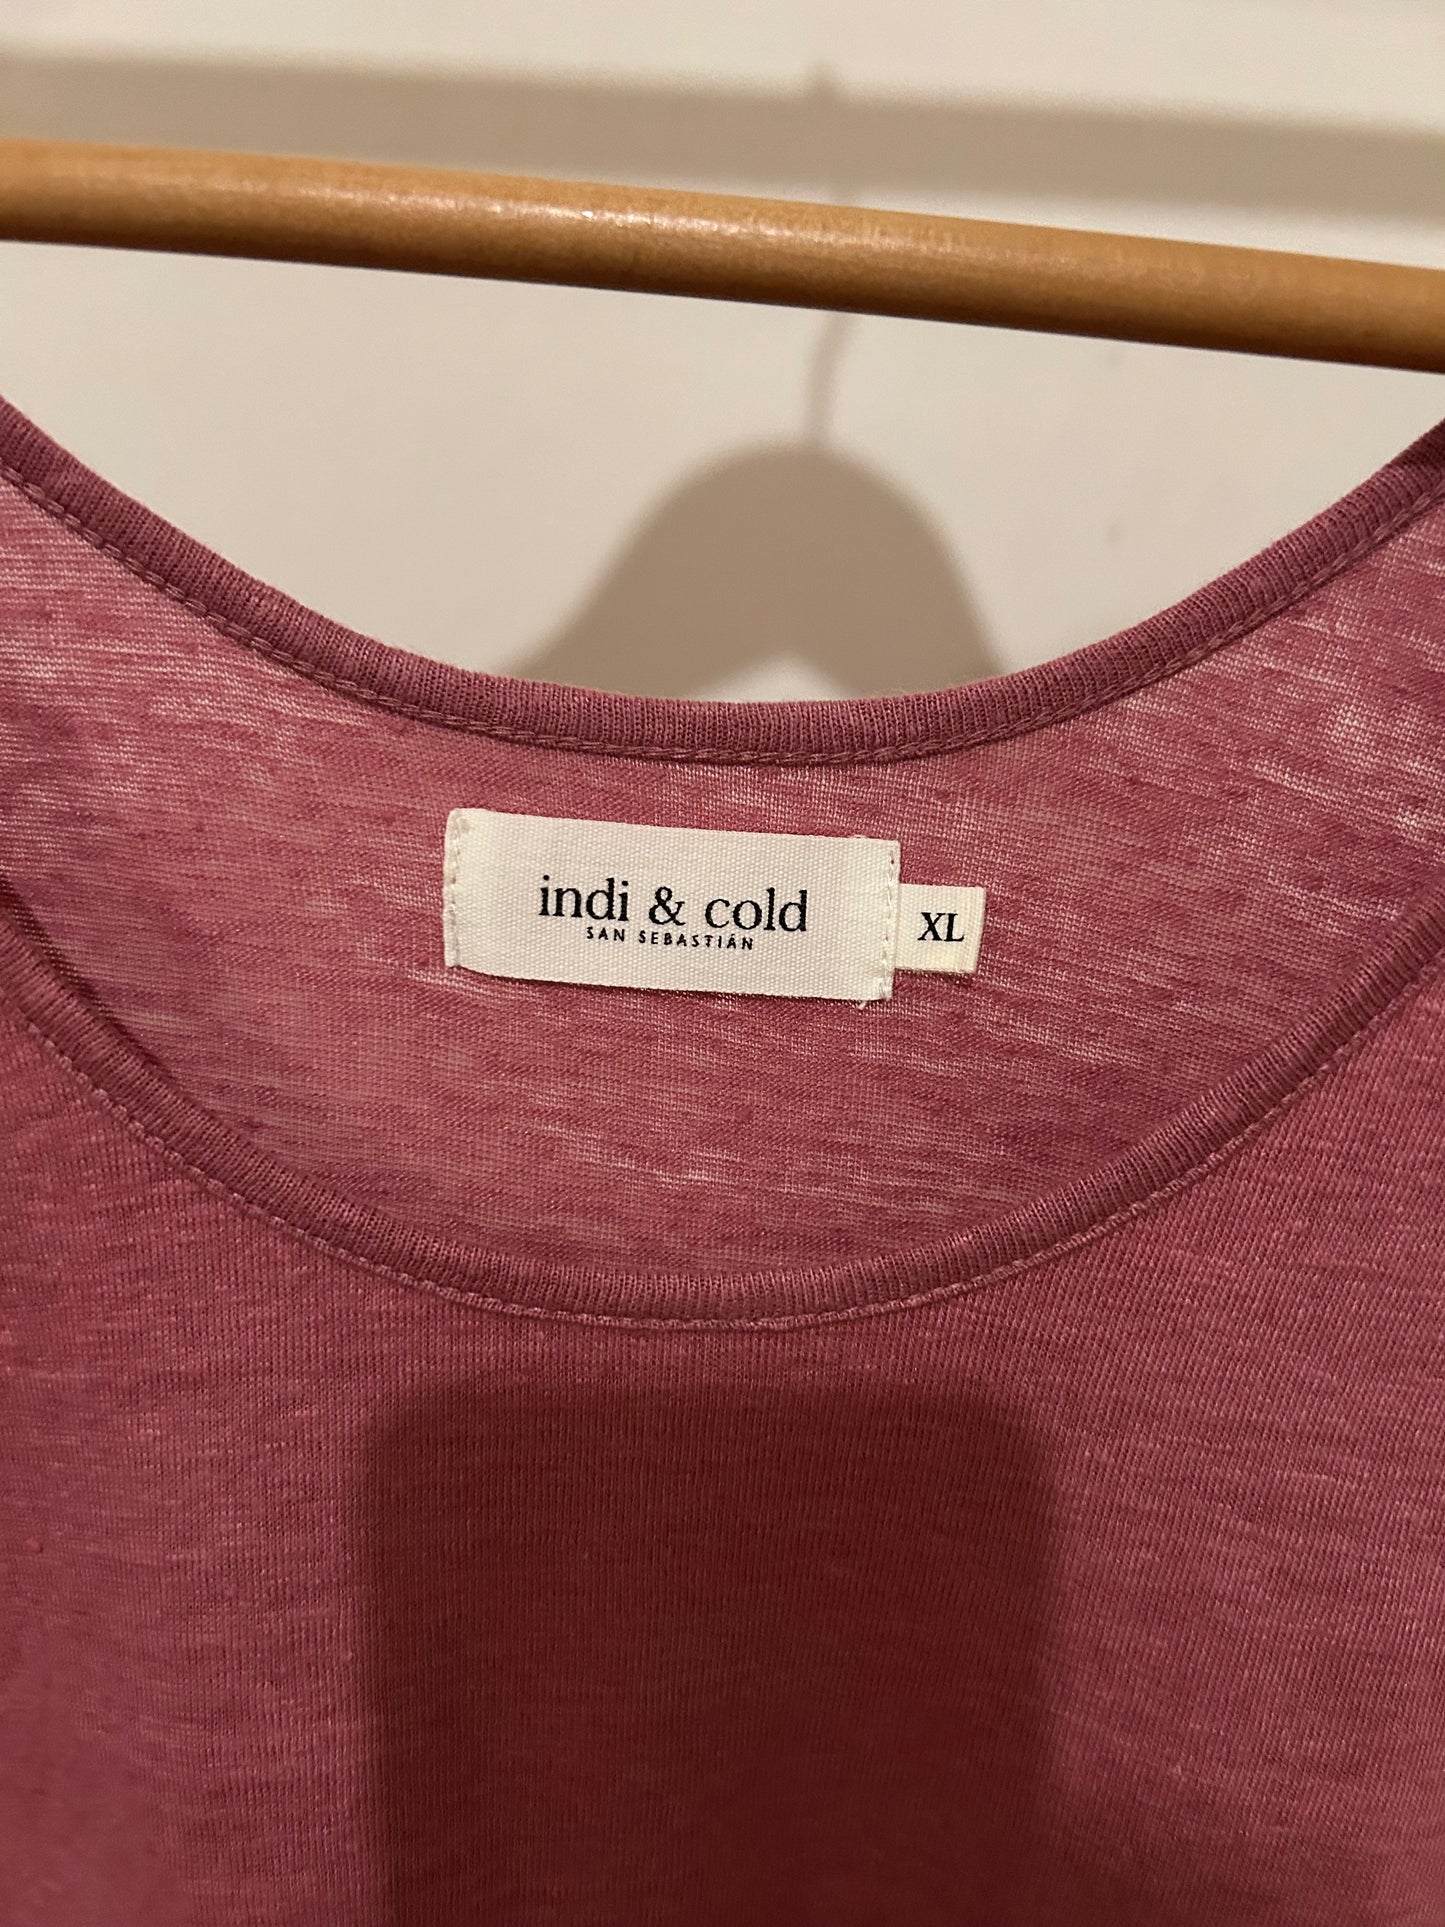 indi & cold
SAN SEBASTIÁN
XL